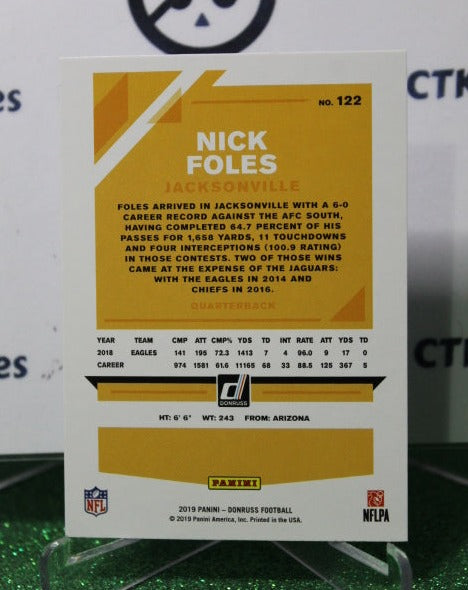 es
CTK
NO. 122
NICK
FOLES
JACKSONVILLE
FOLES ARRIVED IN JACKSONVILLE WITH A 6-0
CAREER RECORD AGAINST THE AFC SOUTH,
HAVING COMPLETED 64.7 PERCENT OF HIS
PASSES FOR 1,658 YARDS, 11 TOUCHDOWNS
AND FOUR INTERCEPTIONS (100.9 RATING)
IN THOSE CONTESTS. TWO OF THOSE WINS
CAME AT THE EXPENSE OF THE JAGUARS:
WITH THE EAGLES IN 2014 AND
CHIEFS IN 2016.
QUARTERBACK
YEAR TEAM CMP ATT CMP% YDS TD INT RATE ATT YDS TD
2018 EAGLES 141 195 72.3 1413 7 4 96.0 9 17 0
CAREER 974 1581 61.6 11165 68 33 88.5 125 367 5
CTK
d
DONRUSS
HT: 6' 6" WT: 243 FROM: ARIZONA
PANINI
NFL
2019 PANINI – DONRUSS FOOTBALL
© 2019 Panini America, Inc. Printed in the USA.
NFLPA